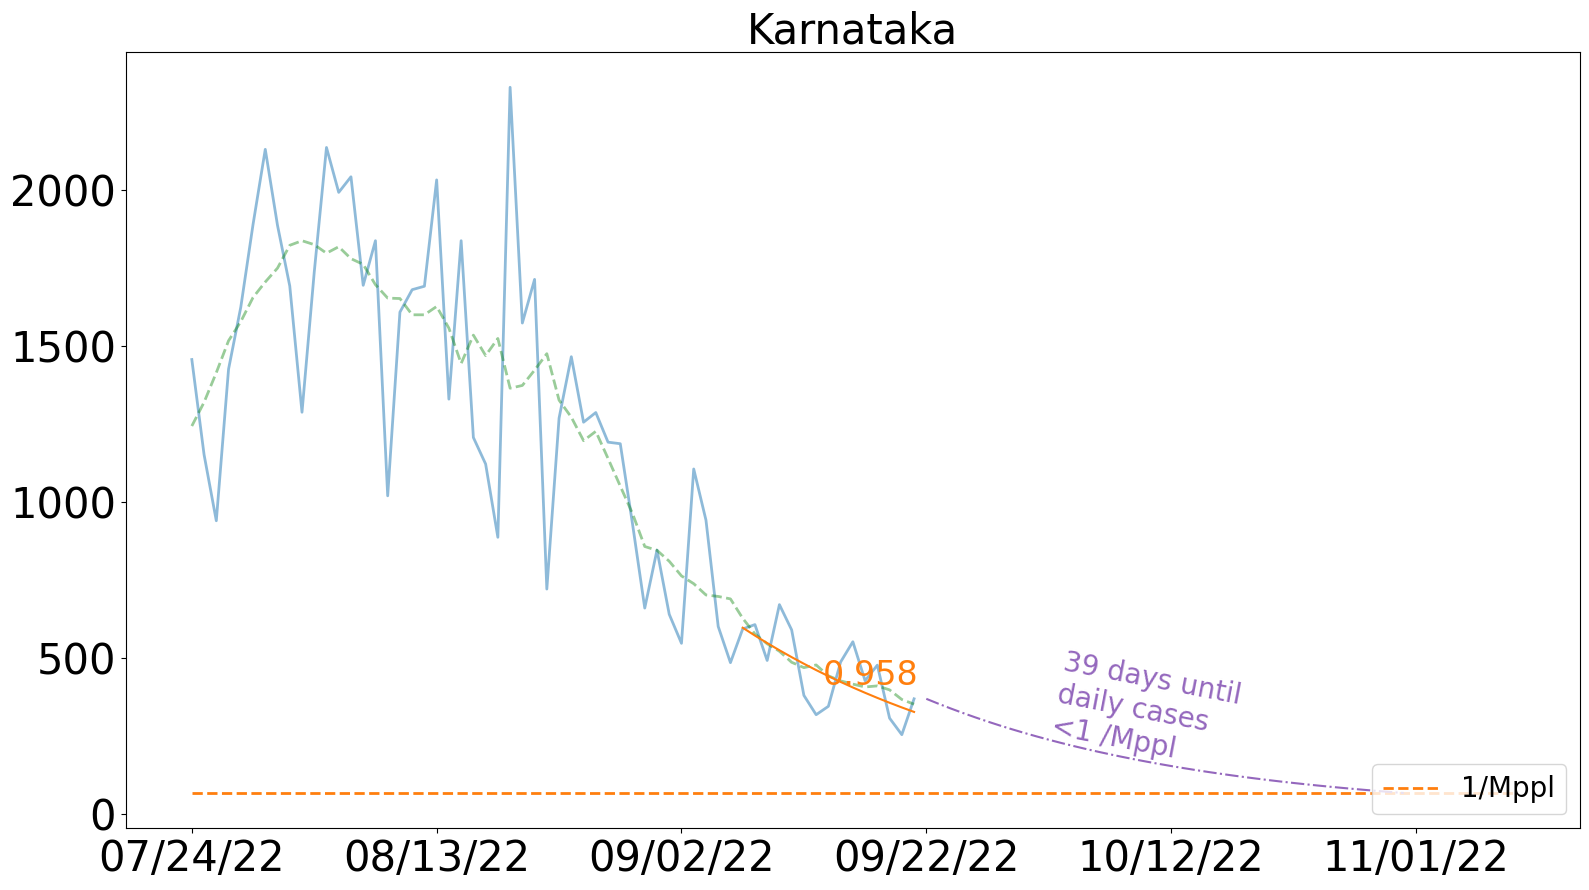 Karnataka
2000
1500
1000
500
0
0.958
39 days until
daily cases
<1 /Mppl
1/Mppl
07/24/22
08/13/22
09/02/22
09/22/22
10/12/22
11/01/22